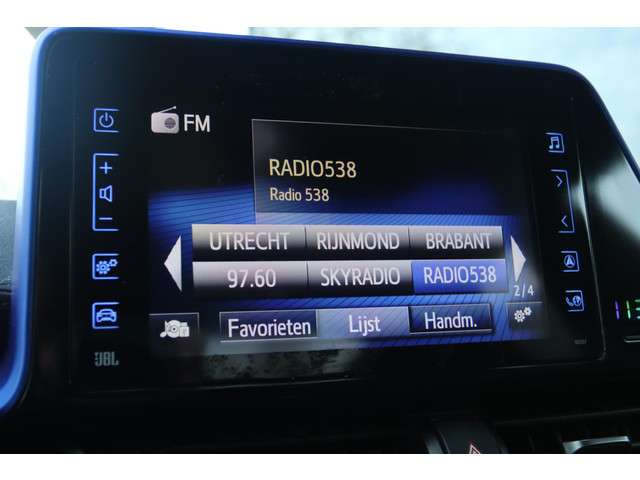 FM
RADIO538
Radio 538
UTRECHT RIJNMOND BRABANT
97.60 SKYRADIO RADIO538
2/4
Favorieten Lijst Handm.
JBL